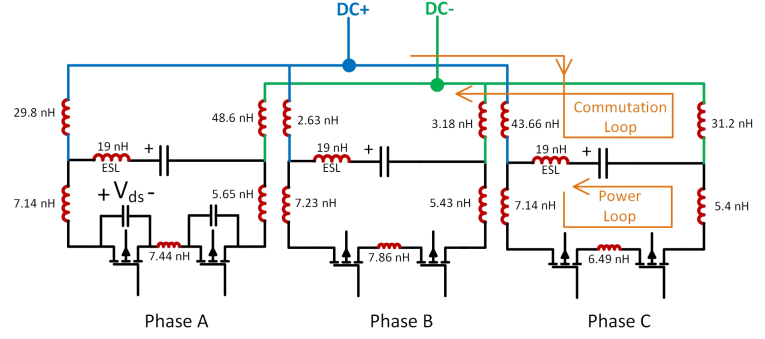 DC+ DC-
29.8 nH 48.6 nH 2.63 nH 3.18 nH 43.66 nH 31.2 nH
Commutation
Loop
19 nH + 19 nH + 19 nH +
ESL ESL ESL
+ Vds -
7.14 nH 5.65 nH 7.23 nH 5.43 nH 7.14 nH 5.4 nH
Power
Loop
7.44 nH 7.86 nH 6.49 nH
Phase A Phase B Phase C